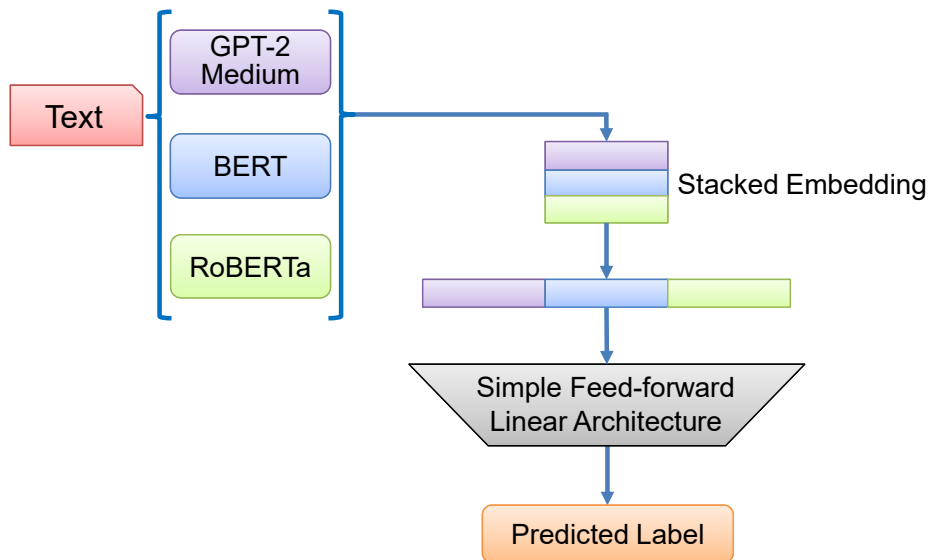 Text
GPT-2
Medium
BERT
RoBERTa
Stacked Embedding
Simple Feed-forward
Linear Architecture
Predicted Label